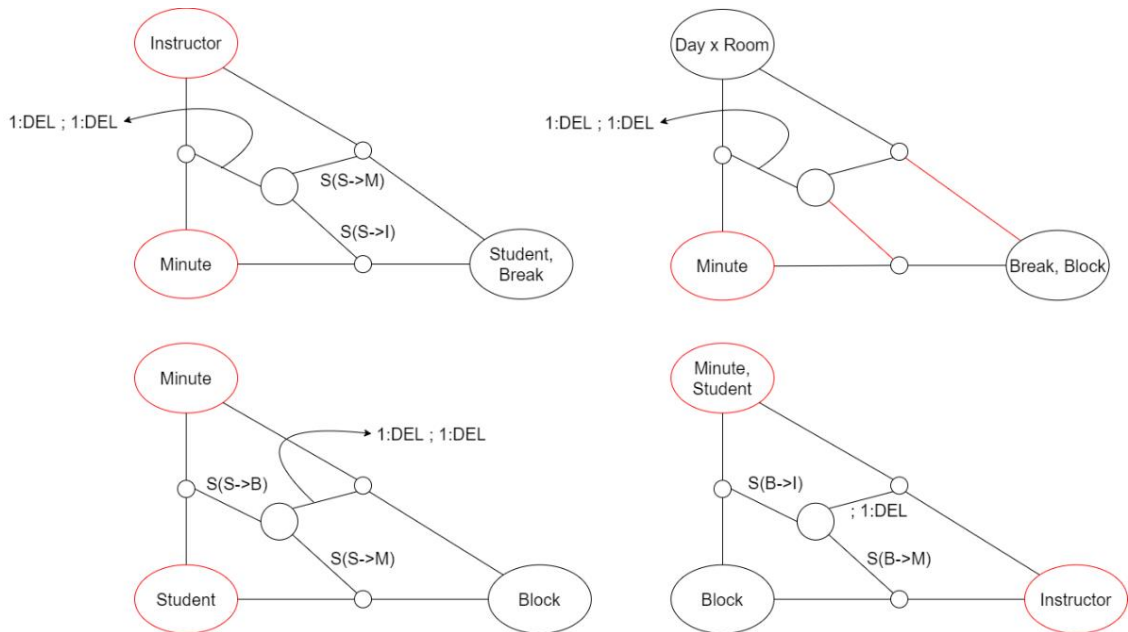 Instructor
1:DEL ; 1:DEL
S(S->M)
S(S->I)
Minute
Student,
Break
Day x Room
1:DEL ; 1:DEL
Minute
Break, Block
Minute
1:DEL ; 1:DEL
S(S->B)
S(S->M)
Student
Block
Minute,
Student
S(B->I)
; 1:DEL
S(B->M)
Block
Instructor